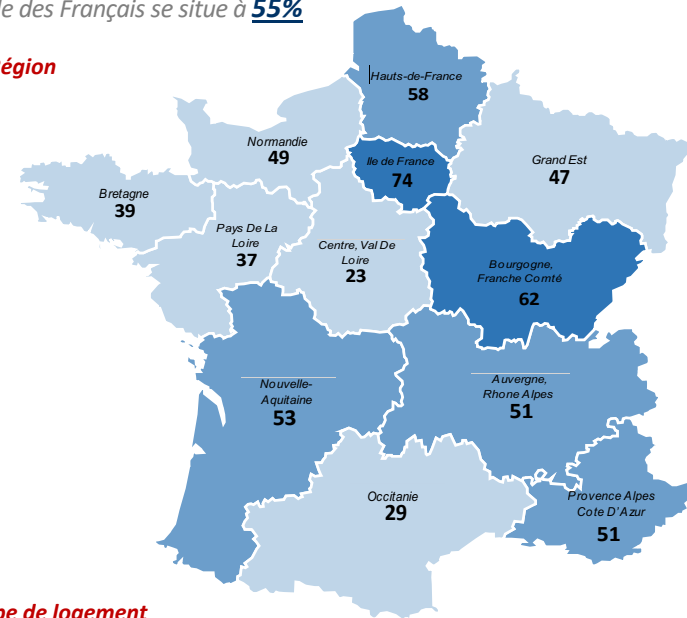 le des Français se situe à 55%
égion
Hauts-de-France
58
Normandie
49
Ile de France
74
Grand Est
47
Bretagne
39
Pays De La
Loire
37
Centre, Val De
Loire
23
Bourgogne,
Franche Comté
62
Nouvelle-
Aquitaine
53
Auvergne,
Rhone Alpes
51
Occitanie
29
Provence Alpes
Cote D'Azur
51
pe de logement